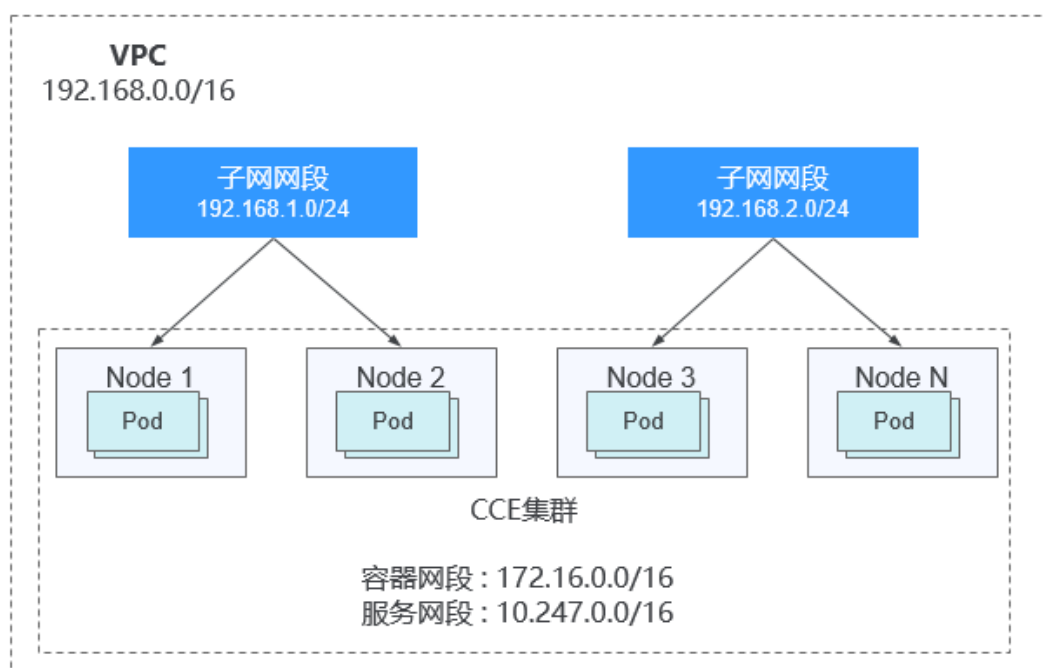 VPC
192.168.0.0/16
子网网段
192.168.1.0/24
子网网段
192.168.2.0/24
Node 1
Pod
Node 2
Pod
Node 3
Pod
Node N
Pod
CCE集群
容器网段 : 172.16.0.0/16
服务网段 : 10.247.0.0/16